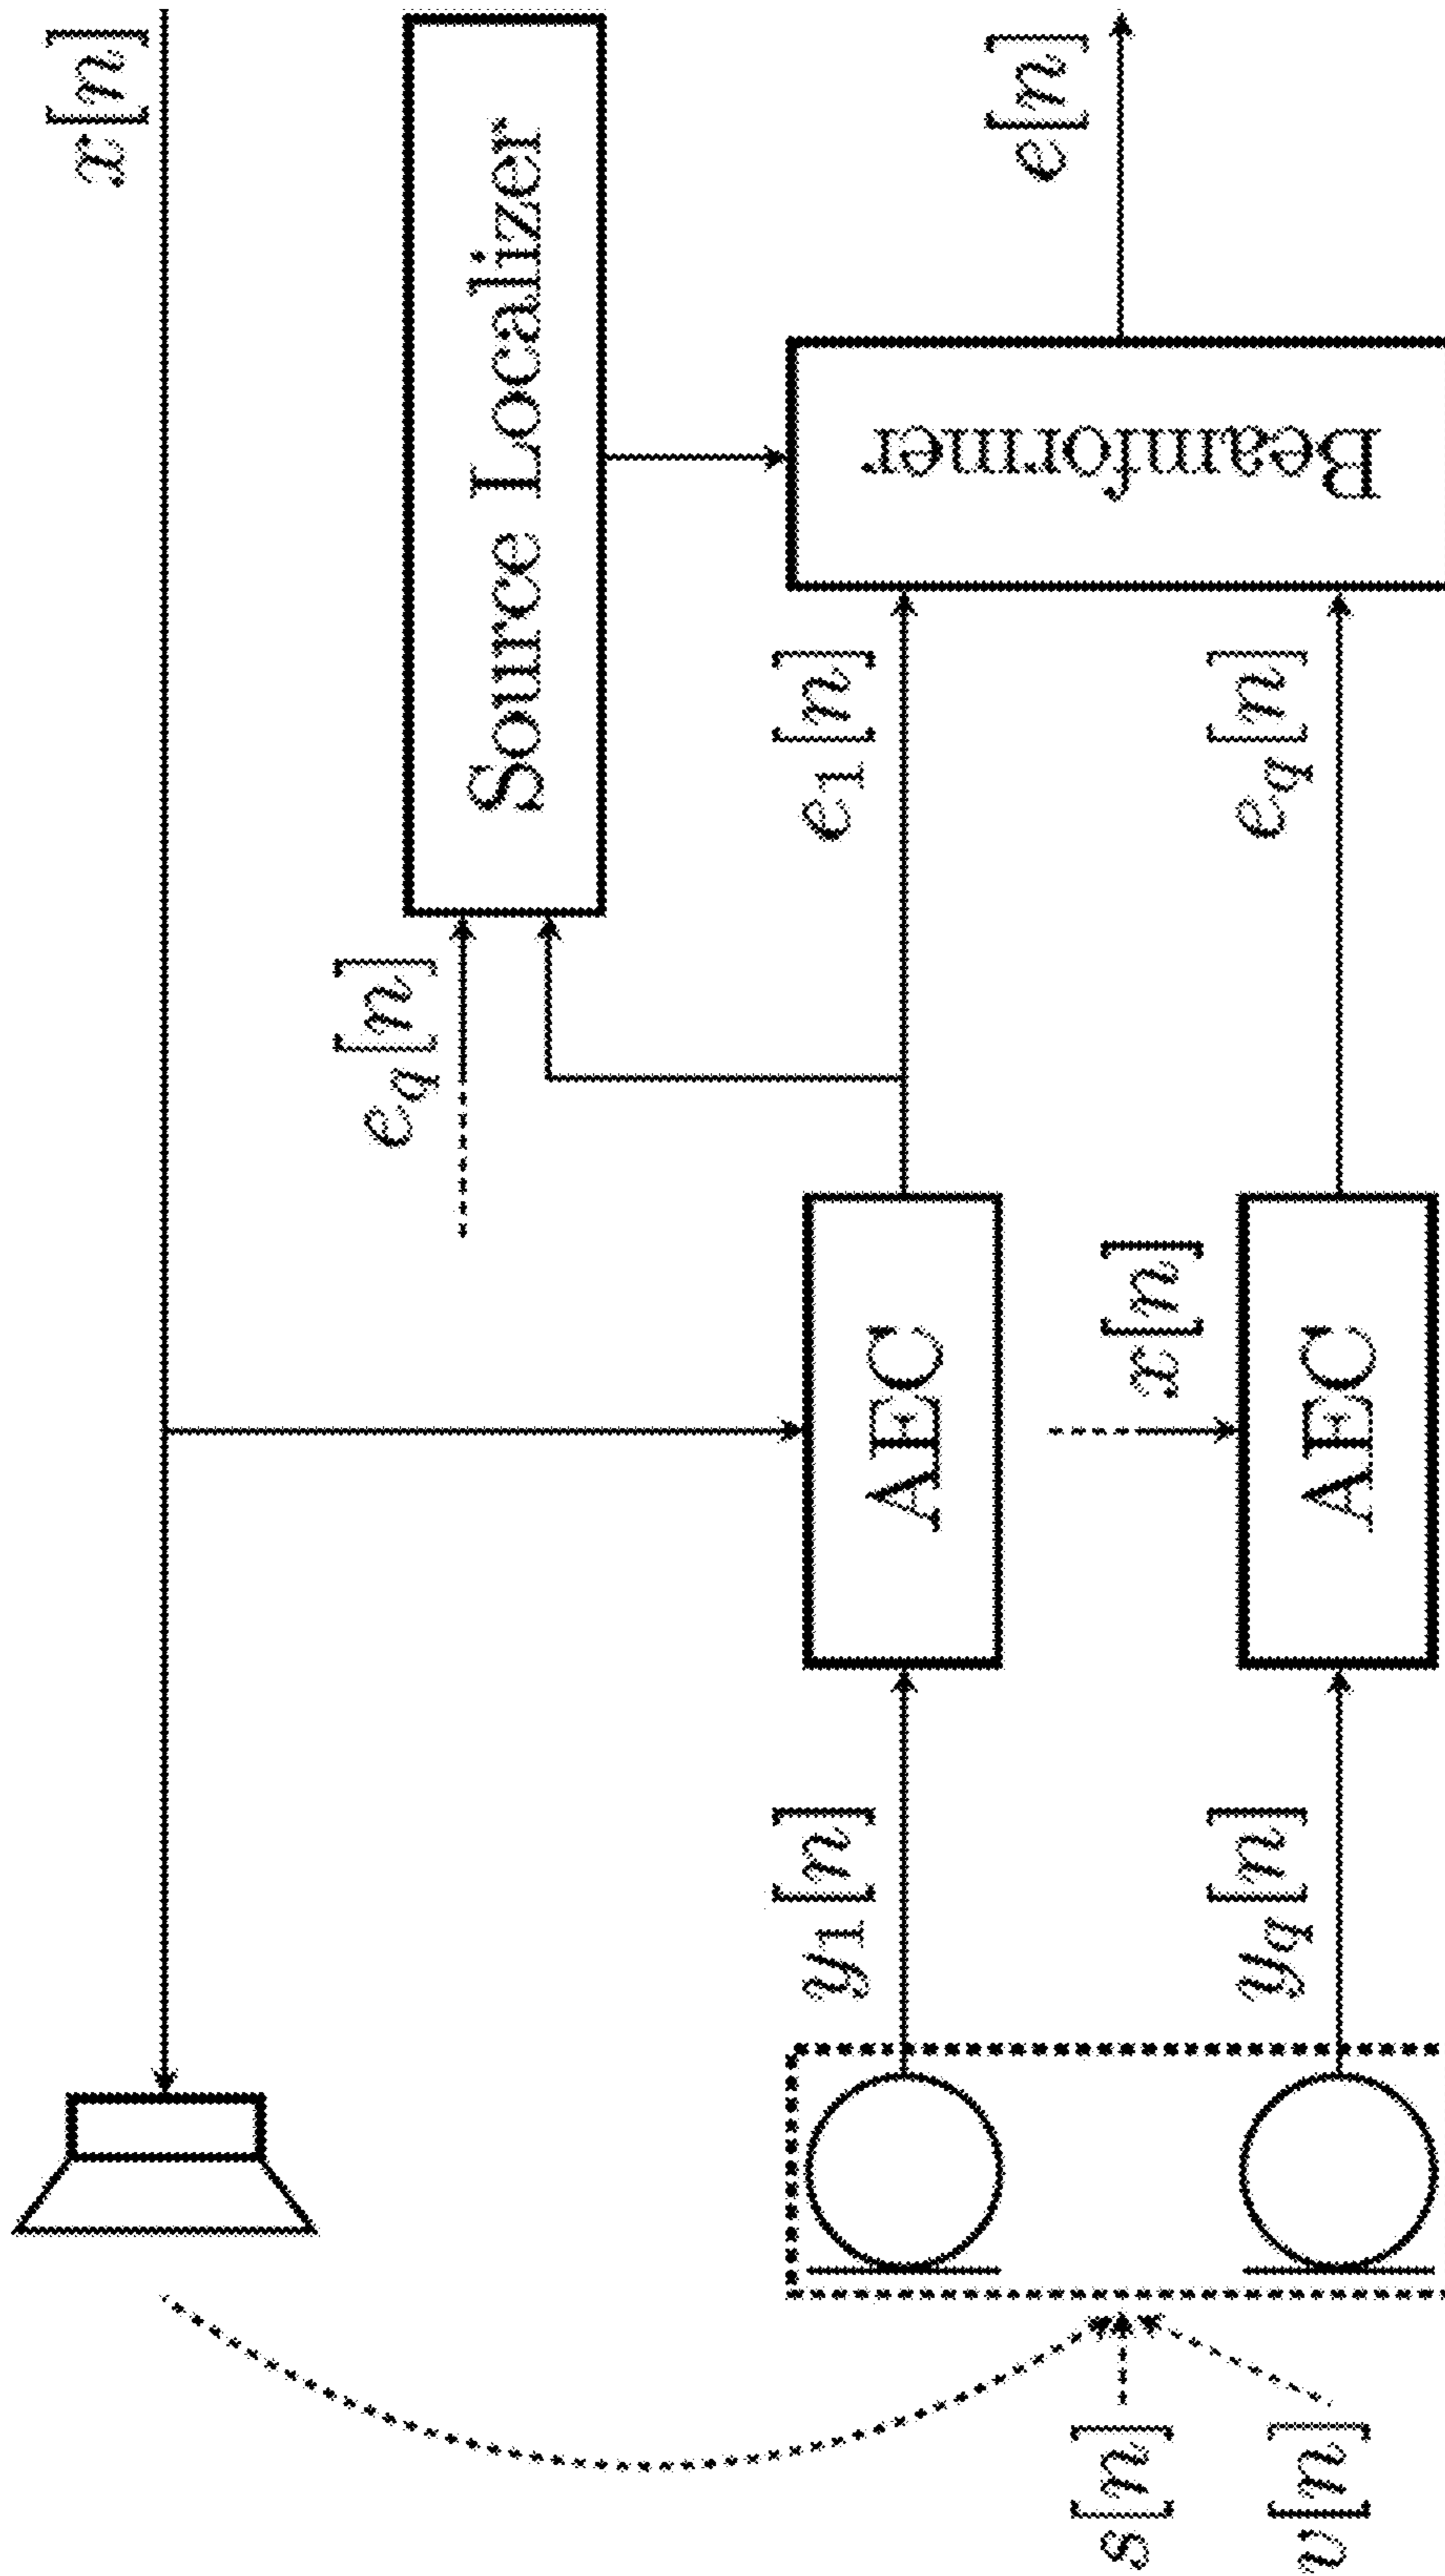 x[n]
Source Localizer
e_q[n]
e[n]
Beamformer
e_1[n]
e_q[n]
AEC
x[n]
AEC
y_1[n]
y_q[n]
s[n]
v[n]